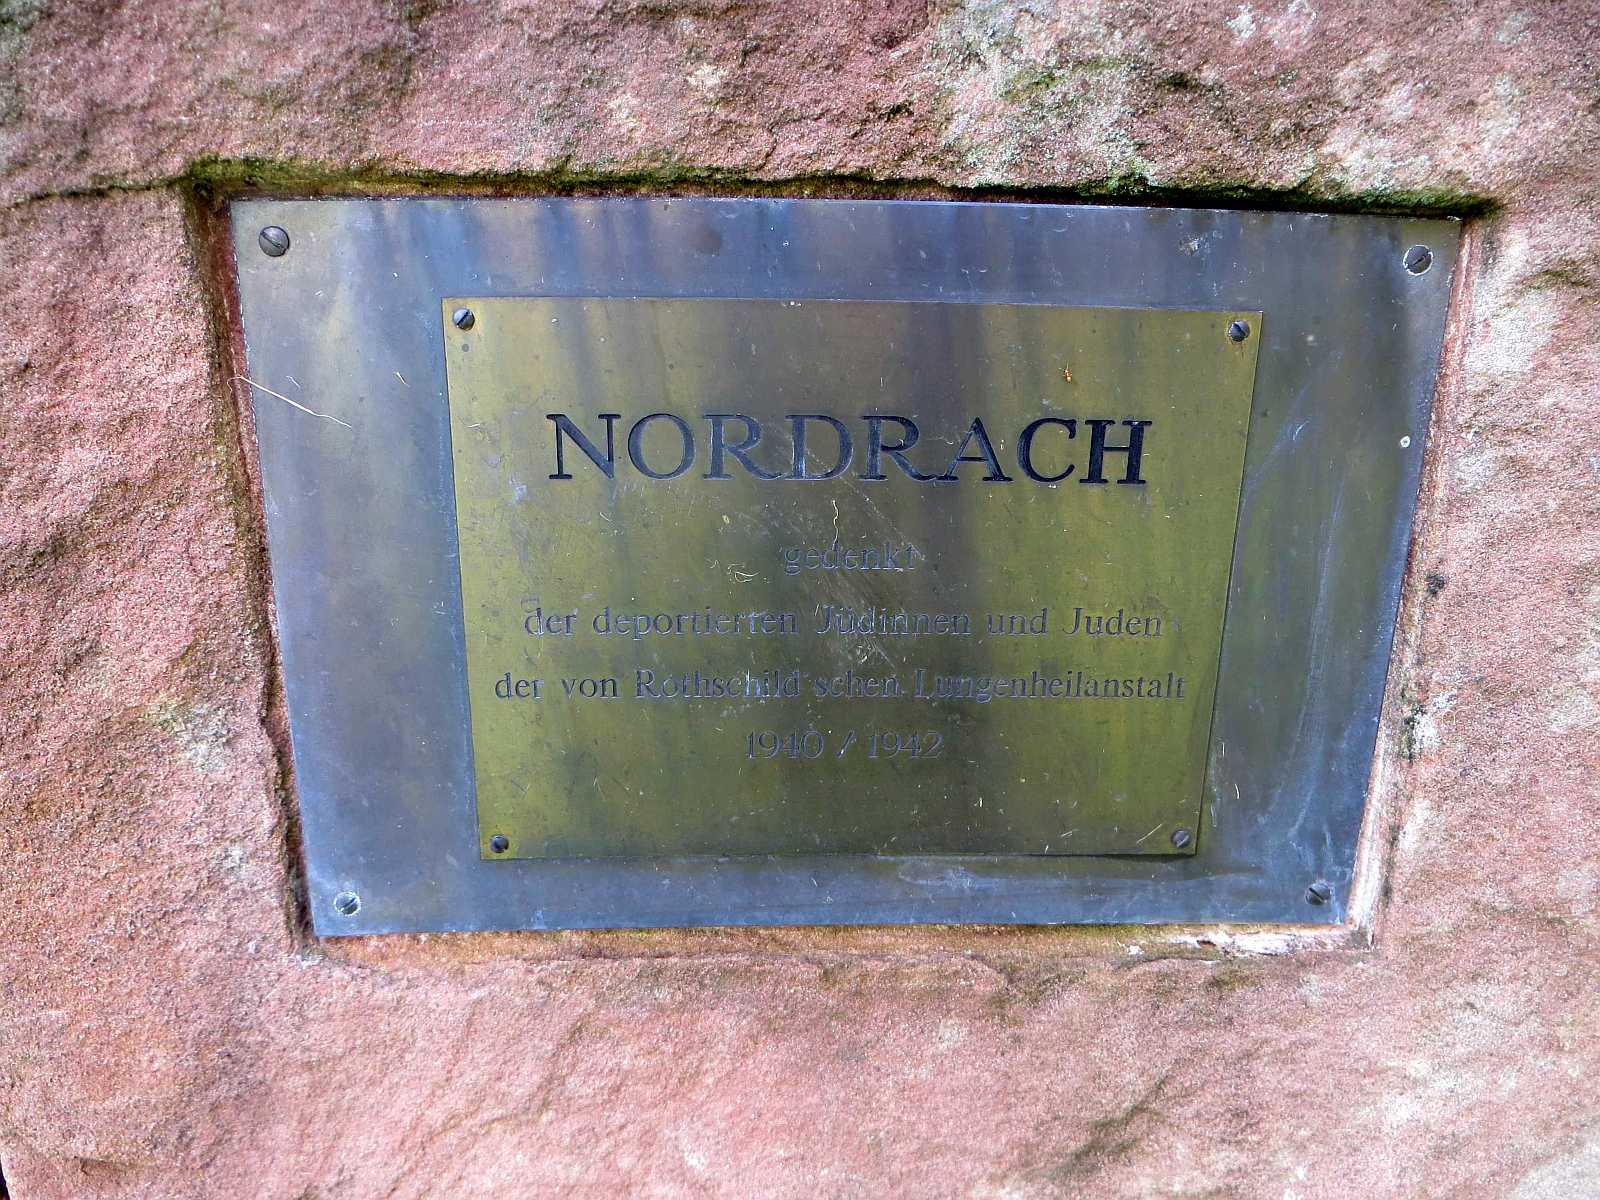 NORDRACH
gedenkt
der deportierten Jüdinnen und Juden
der von Rothschild'schen Lungenheilanstalt
1940 / 1942